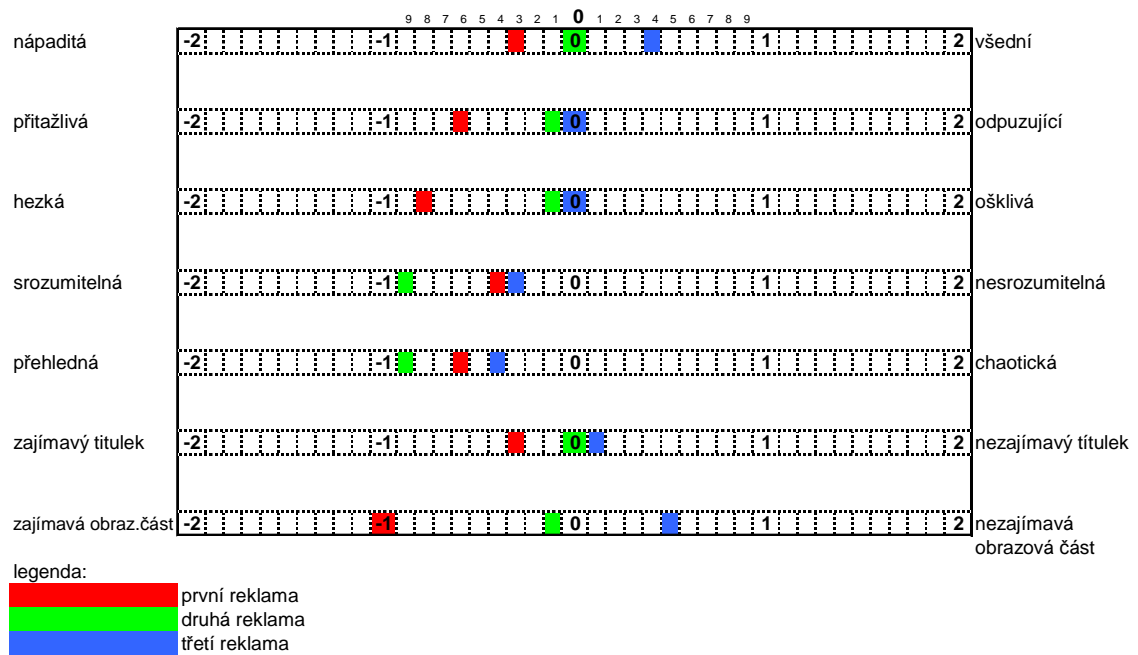 9 8 7 6 5 4 3 2 1 0 1 2 3 4 5 6 7 8 9
nápaditá -2 -1 0 1 2 všední
přitažlivá -2 -1 0 1 2 odpuzující
hezká -2 -1 0 1 2 ošklivá
srozumitelná -2 -1 0 1 2 nesrozumitelná
přehledná -2 -1 0 1 2 chaotická
zajímavý titulek -2 -1 0 1 2 nezajímavý títulek
zajímavá obraz.část -2 -1 0 1 2 nezajímavá
obrazová část
legenda:
první reklama
druhá reklama
třetí reklama